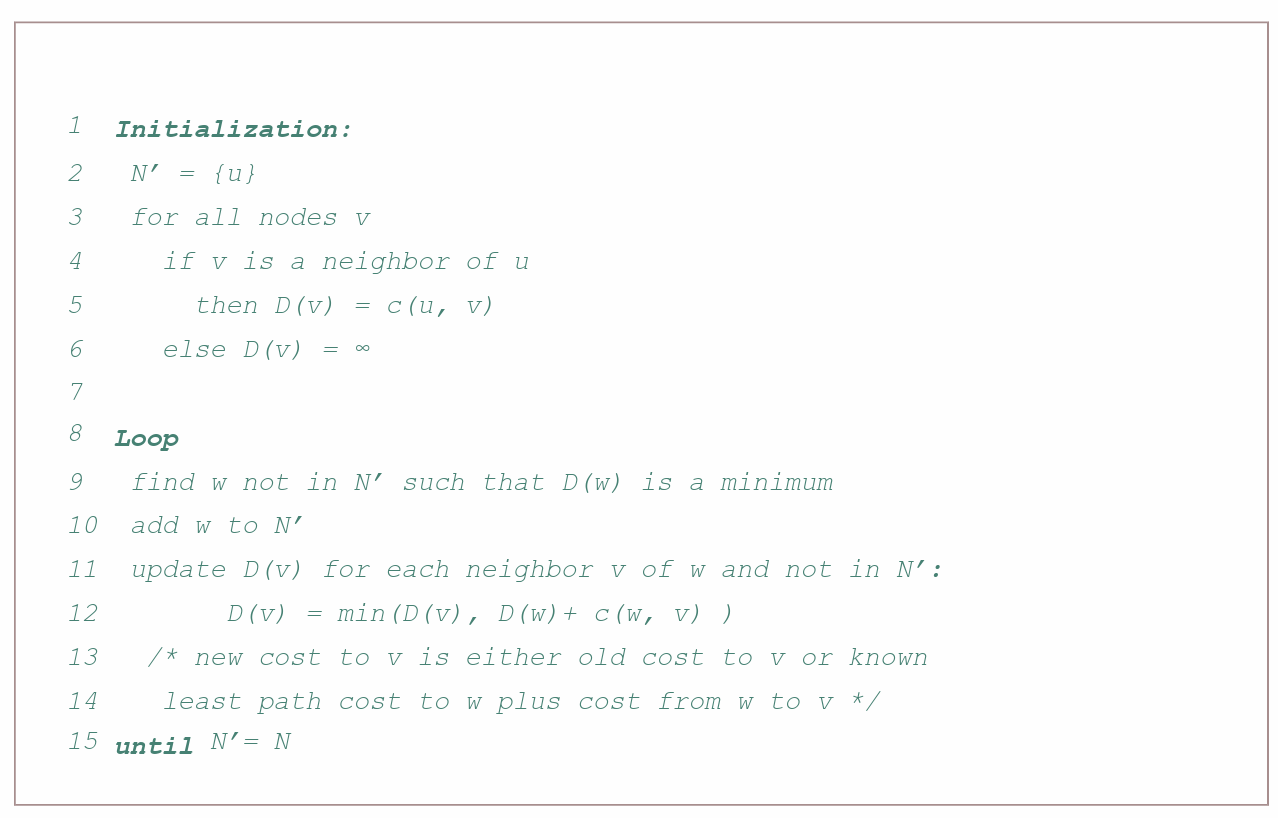 1 Initialization:
2 N′ = {u}
3 for all nodes v
4 if v is a neighbor of u
5 then D(v) = c(u, v)
6 else D(v) = ∞
7
8 Loop
9 find w not in N′ such that D(w) is a minimum
10 add w to N′
11 update D(v) for each neighbor v of w and not in N′:
12 D(v) = min(D(v), D(w)+ c(w, v) )
13 /* new cost to v is either old cost to v or known
14 least path cost to w plus cost from w to v */
15 until N′= N